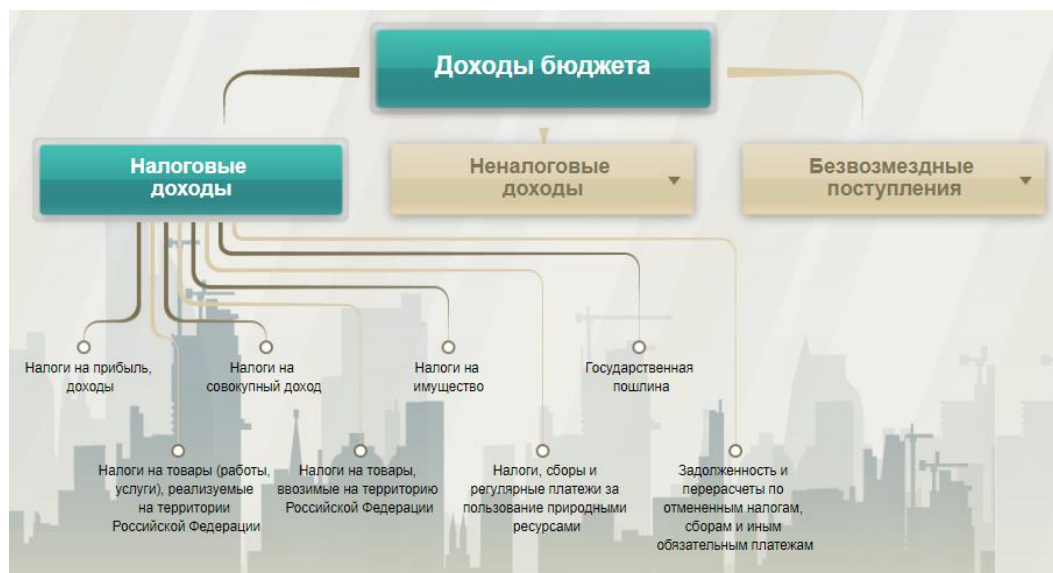 Доходы бюджета
Налоговые
доходы
Неналоговые
доходы
Безвозмездные
поступления
Налоги на прибыль,
доходы
Налоги на
совокупный доход
Налоги на
имущество
Государственная
пошлина
Налоги на товары (работы,
услуги), реализуемые
на территории
Российской Федерации
Налоги на товары,
ввозимые на территорию
Российской Федерации
Налоги, сборы и
регулярные платежи за
пользование природными
ресурсами
Задолженность и
перерасчеты по
отмененным налогам,
сборам и иным
обязательным платежам